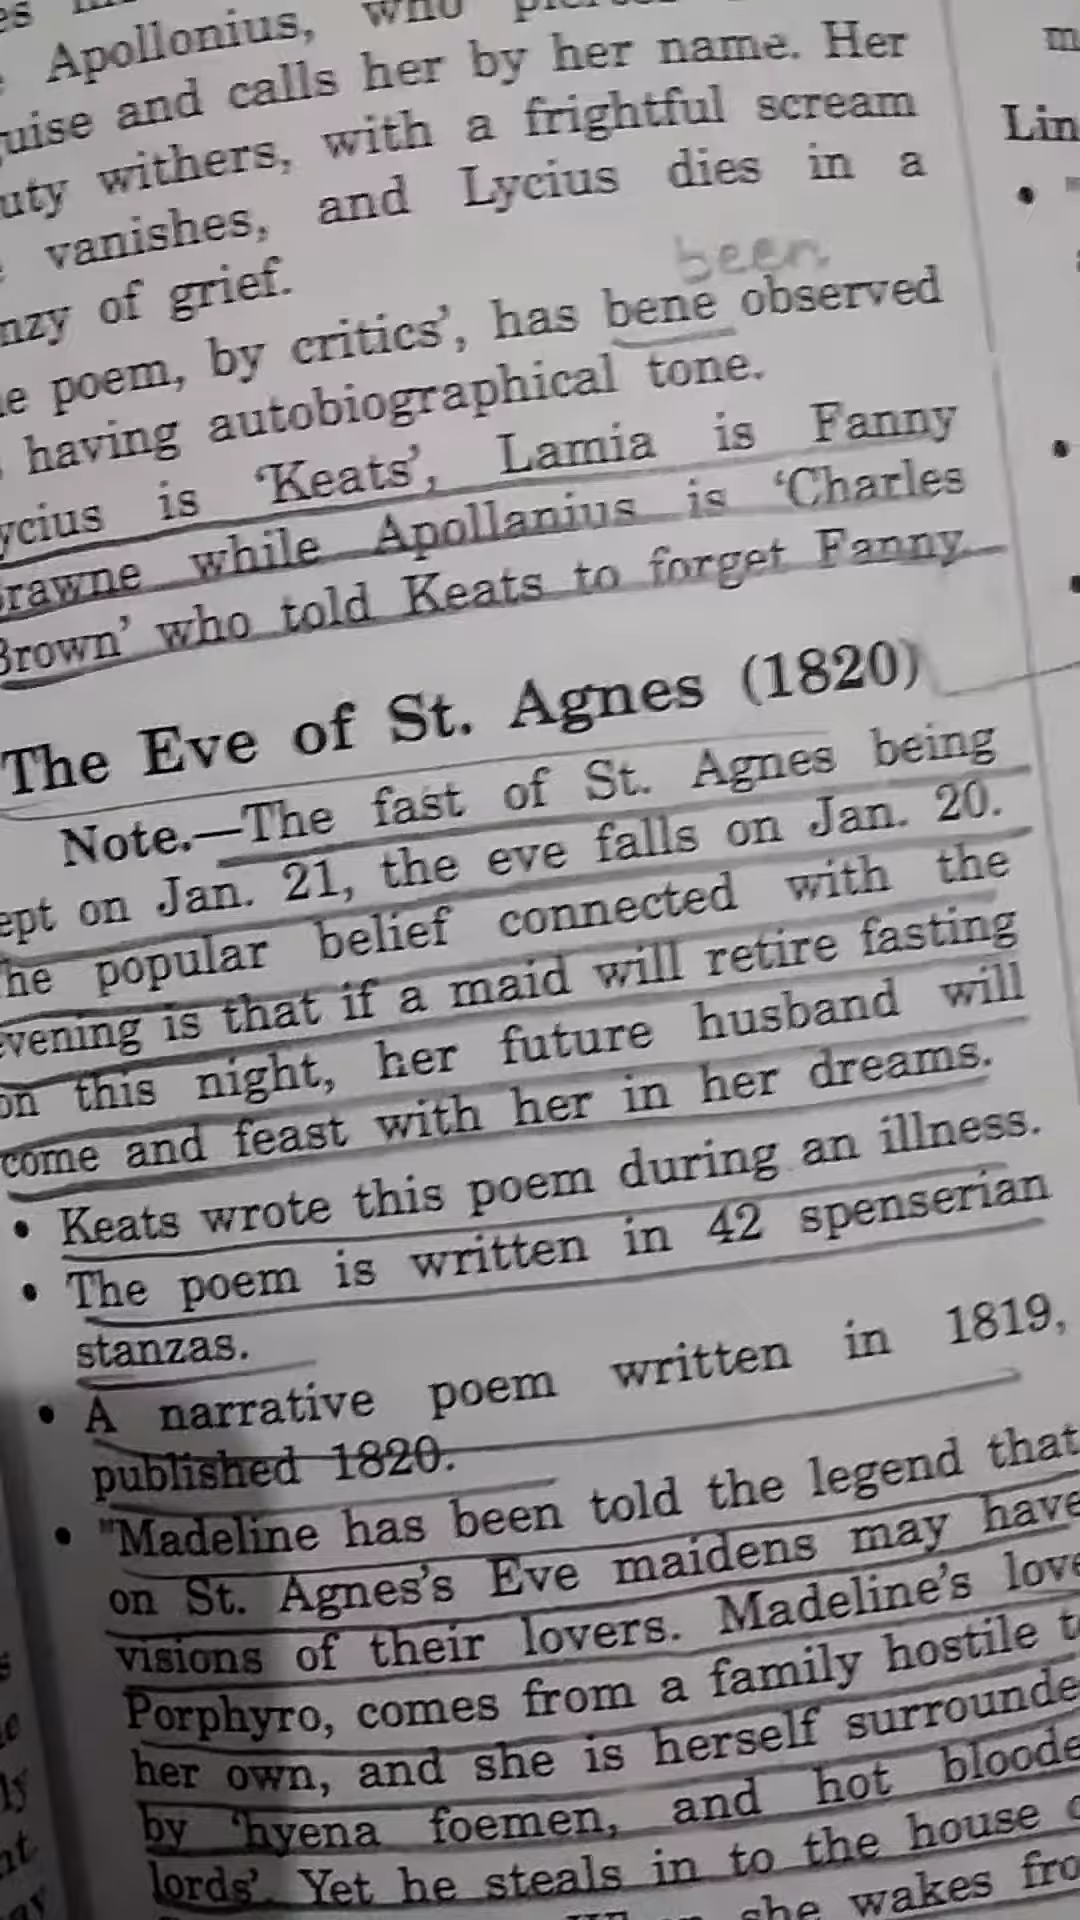 Apollonius, who
uise and calls her by her name. Her
uty withers, with a frightful scream
vanishes, and Lycius dies in a
nzy of grief.
been
e poem, by critics', has bene observed
having autobiographical tone.
ycius is 'Keats', Lamia is Fanny
rawne while Apollanius is 'Charles
Brown' who told Keats to forget Fanny
The Eve of St. Agnes (1820)
Note.—The fast of St. Agnes being
ept on Jan. 21, the eve falls on Jan. 20.
he popular belief connected with the
vening is that if a maid will retire fasting
on this night, her future husband will
come and feast with her in her dreams.
• Keats wrote this poem during an illness.
• The poem is written in 42 spenserian
stanzas.
• A narrative poem written in 1819,
published 1820.
• "Madeline has been told the legend that
on St. Agnes's Eve maidens may have
visions of their lovers. Madeline's love
Porphyro, comes from a family hostile t
her own, and she is herself surrounde
by 'hyena foemen, and hot bloode
lords'. Yet he steals in to the house
she wakes fro
Lin